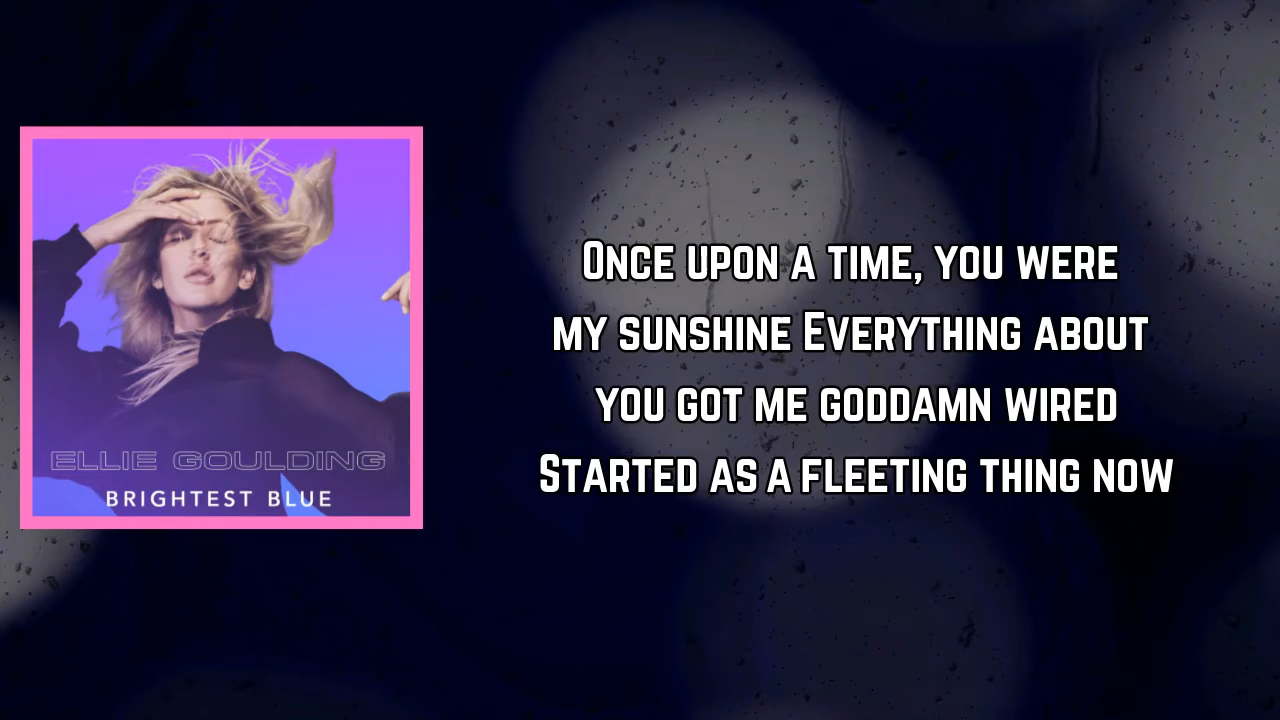 ELLIE GOULDING
BRIGHTEST BLUE
Once upon a time, you were
my sunshine Everything about
you got me goddamn wired
Started as a fleeting thing now